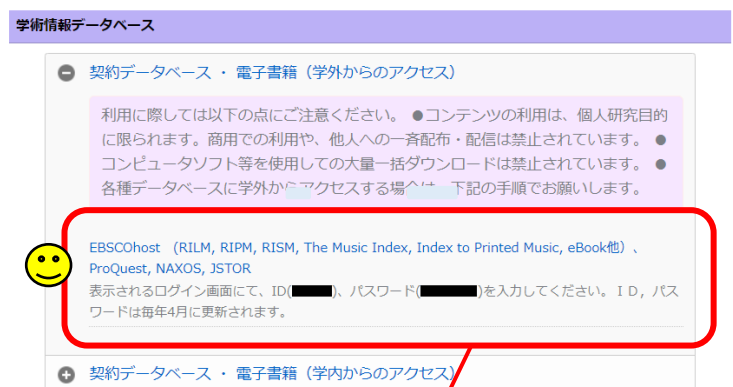 学術情報データベース
契約データベース ・ 電子書籍（学外からのアクセス）
利用に際しては以下の点にご注意ください。 ●コンテンツの利用は、個人研究目的
に限られます。商用での利用や、他人への一斉配布・配信は禁止されています。 ●
コンピュータソフト等を使用しての大量一括ダウンロードは禁止されています。 ●
各種データベースに学外からアクセスする場合は、下記の手順でお願いします。
EBSCOhost （RILM, RIPM, RISM, The Music Index, Index to Printed Music, eBook他）、
ProQuest, NAXOS, JSTOR
表示されるログイン画面にて、ID( )、パスワード( )を入力してください。ＩＤ，パス
ワードは毎年4月に更新されます。
契約データベース ・ 電子書籍（学内からのアクセス）